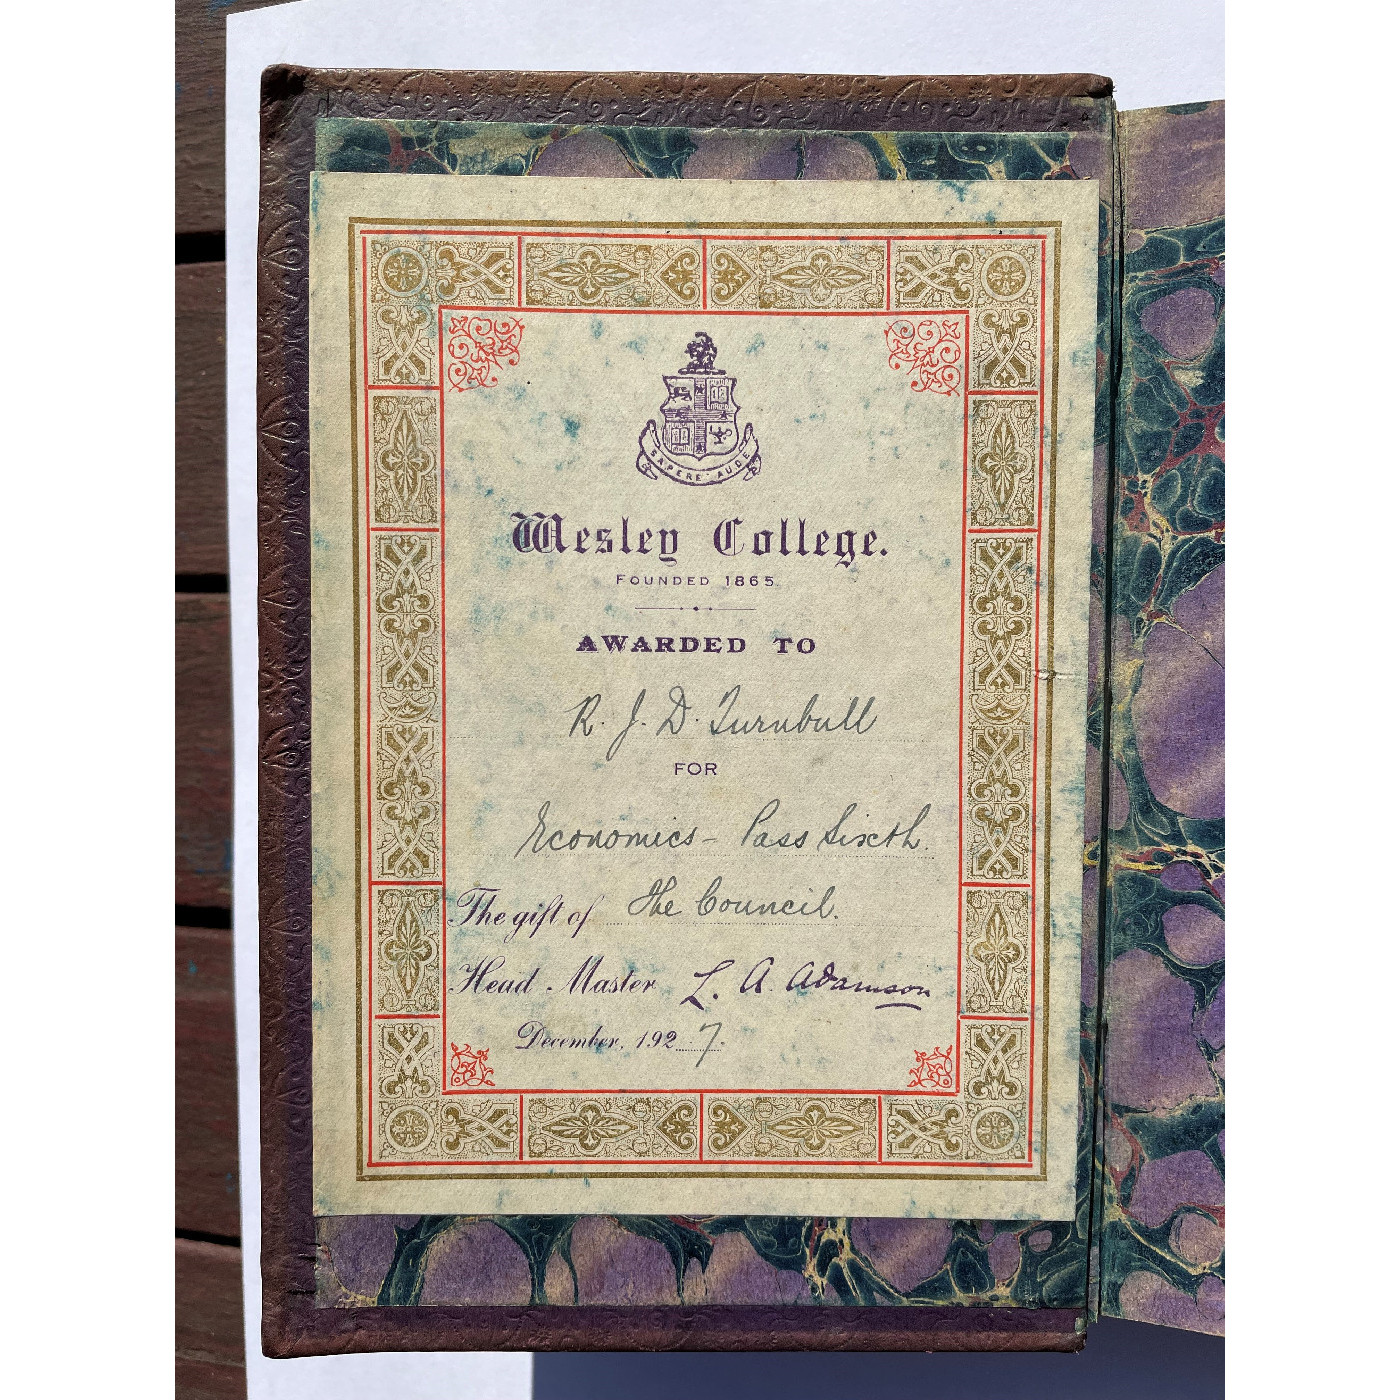 SAPERE AUDE
Wesley College.
FOUNDED 1865
AWARDED TO
R. J. D. Turnbull
FOR
Economics - Pass Sixth.
The gift of The Council.
Head Master L. A. Adamson
December, 1927.